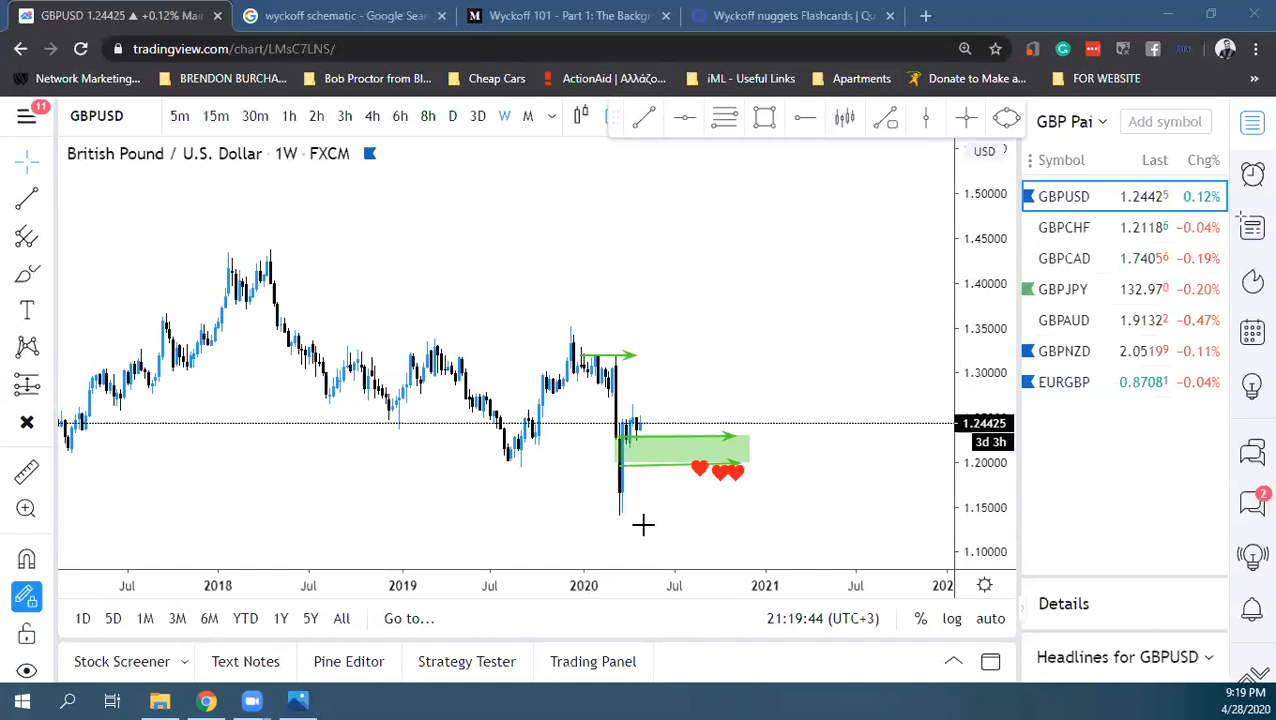 GBPUSD 1.24425 ▲ +0.12% Mai
wyckoff schematic - Google Sear
Wyckoff 101 - Part 1: The Backgr
Wyckoff nuggets Flashcards | Qu
tradingview.com/chart/LMsC7LNS/
Network Marketing...
BRENDON BURCHA...
Bob Proctor from Bl...
Cheap Cars
ActionAid | Αλλάζο...
iML - Useful Links
Apartments
Donate to Make a...
FOR WEBSITE
11
GBPUSD
5m 15m 30m 1h 2h 3h 4h 6h 8h D 3D W M
GBP Pai
Add symbol
British Pound / U.S. Dollar · 1W · FXCM
USD
Symbol Last Chg%
GBPUSD 1.24425 0.12%
GBPCHF 1.21186 −0.04%
GBPCAD 1.74056 −0.19%
GBPJPY 132.970 −0.20%
GBPAUD 1.91322 −0.47%
GBPNZD 2.05199 −0.11%
EURGBP 0.87081 −0.04%
1.50000
1.45000
1.40000
1.35000
1.30000
1.24425
3d 3h
1.20000
1.15000
1.10000
2
Jul 2018 Jul 2019 Jul 2020 Jul 2021 Jul 202
1D 5D 1M 3M 6M YTD 1Y 5Y All Go to...
21:19:44 (UTC+3) % log auto
Details
Stock Screener Text Notes Pine Editor Strategy Tester Trading Panel
Headlines for GBPUSD
9:19 PM
4/28/2020